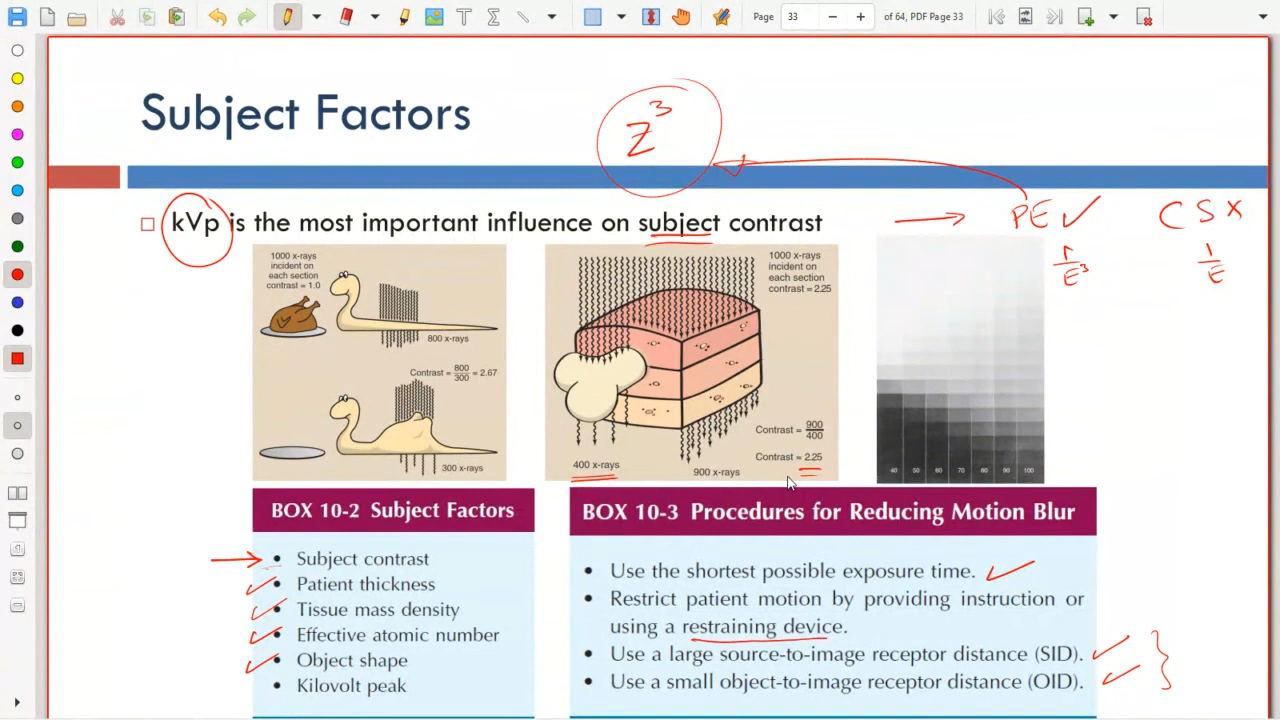 Page 33 of 64, PDF Page 33
Subject Factors
Z³
kVp is the most important influence on subject contrast
PE ✓ CS X
1/E³ 1/E
1000 x-rays
incident on
each section
contrast = 1.0
800 x-rays
Contrast = 800/300 = 2.67
300 x-rays
1000 x-rays
incident on
each section
contrast = 2.25
Contrast = 900/400
Contrast = 2.25
400 x-rays
900 x-rays
40 50 60 70 80 90 100
BOX 10-2 Subject Factors
• Subject contrast
• Patient thickness
• Tissue mass density
• Effective atomic number
• Object shape
• Kilovolt peak
BOX 10-3 Procedures for Reducing Motion Blur
• Use the shortest possible exposure time.
• Restrict patient motion by providing instruction or
using a restraining device.
• Use a large source-to-image receptor distance (SID).
• Use a small object-to-image receptor distance (OID).